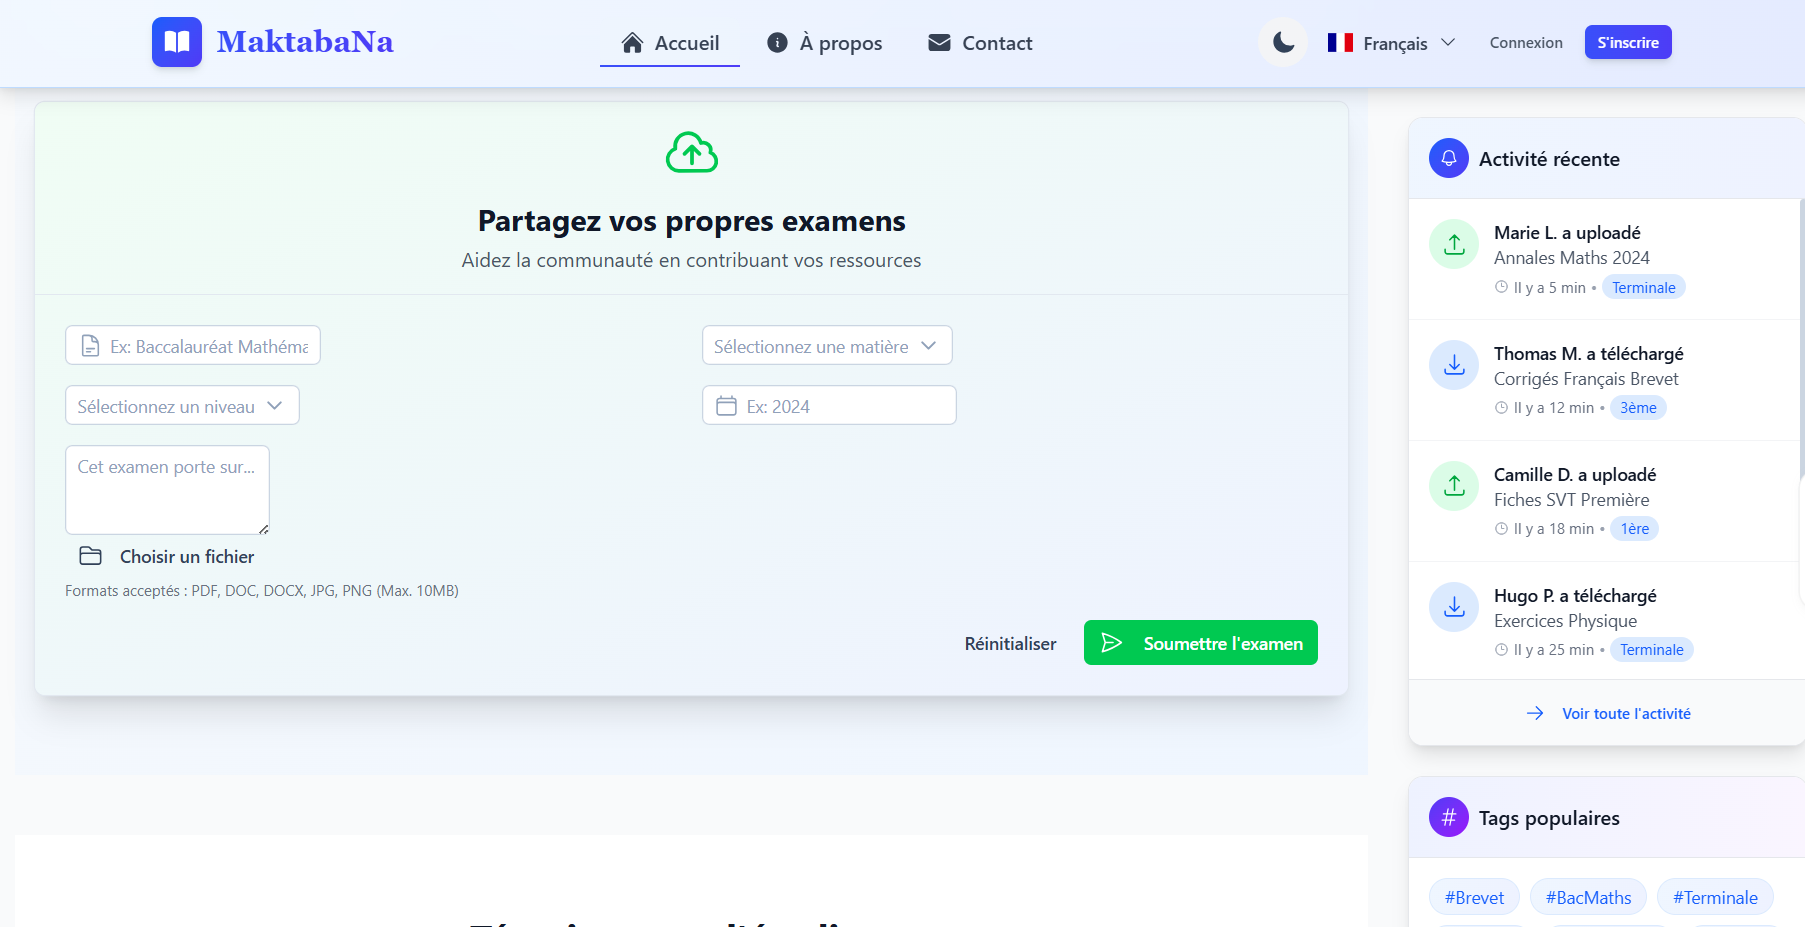 MaktabaNa
Accueil
À propos
Contact
Français
Connexion
S'inscrire
Partagez vos propres examens
Aidez la communauté en contribuant vos ressources
Ex: Baccalauréat Mathéma
Sélectionnez une matière
Sélectionnez un niveau
Ex: 2024
Cet examen porte sur...
Choisir un fichier
Formats acceptés : PDF, DOC, DOCX, JPG, PNG (Max. 10MB)
Réinitialiser
Soumettre l'examen
Activité récente
Marie L. a uploadé
Annales Maths 2024
Il y a 5 min • Terminale
Thomas M. a téléchargé
Corrigés Français Brevet
Il y a 12 min • 3ème
Camille D. a uploadé
Fiches SVT Première
Il y a 18 min • 1ère
Hugo P. a téléchargé
Exercices Physique
Il y a 25 min • Terminale
Voir toute l'activité
# Tags populaires
#Brevet #BacMaths #Terminale